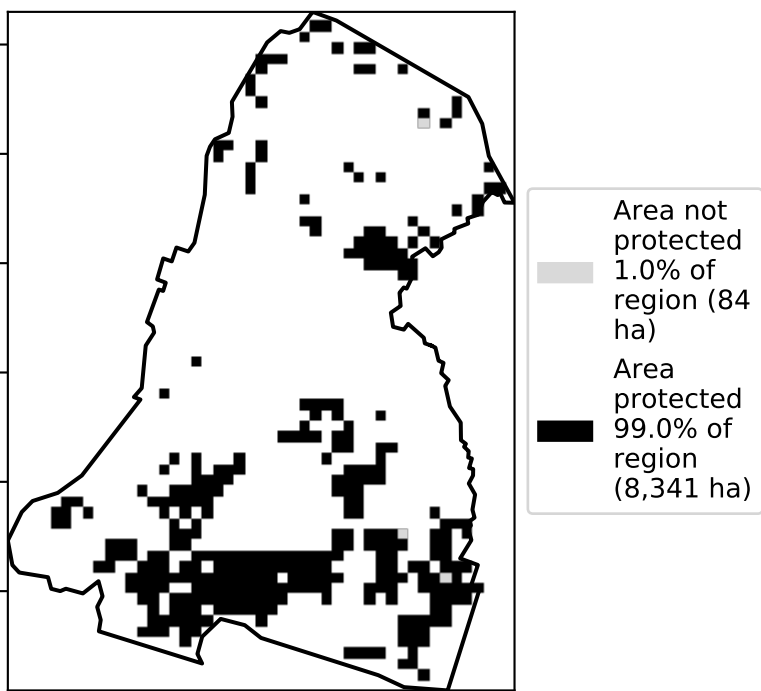 Area not
protected
1.0% of
region (84
ha)
Area
protected
99.0% of
region
(8,341 ha)